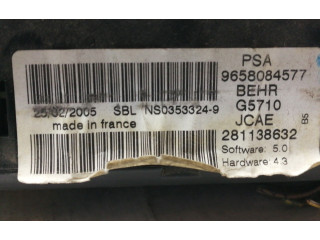 PSA
9658084577
BEHR
G5710
JCAE
B5
281138632
Software: 5.0
Hardware: 4.3
25/02/2005 SBL NS0353324-9
made in france